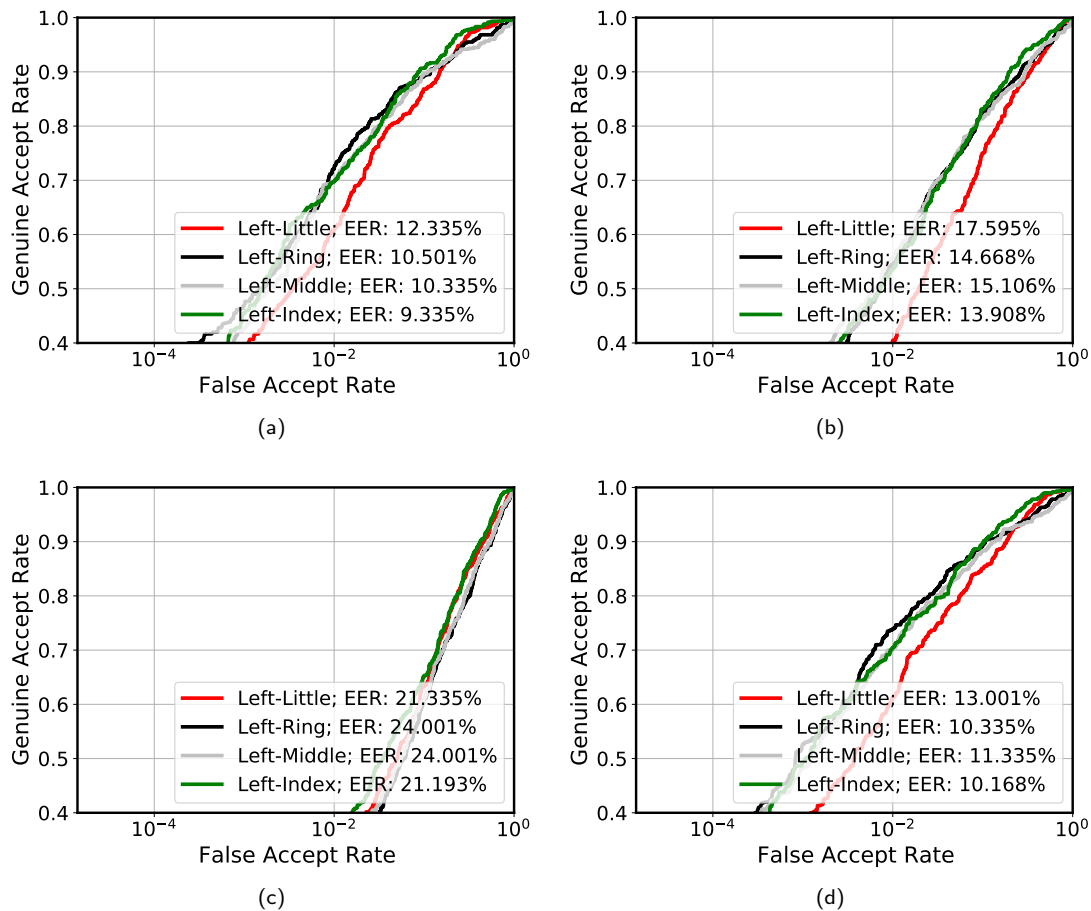 1.0
0.9
0.8
0.7
0.6
0.5
0.4
Genuine Accept Rate
Left-Little; EER: 12.335%
Left-Ring; EER: 10.501%
Left-Middle; EER: 10.335%
Left-Index; EER: 9.335%
10⁻⁴ 10⁻² 10⁰
False Accept Rate
(a)
1.0
0.9
0.8
0.7
0.6
0.5
0.4
Genuine Accept Rate
Left-Little; EER: 17.595%
Left-Ring; EER: 14.668%
Left-Middle; EER: 15.106%
Left-Index; EER: 13.908%
10⁻⁴ 10⁻² 10⁰
False Accept Rate
(b)
1.0
0.9
0.8
0.7
0.6
0.5
0.4
Genuine Accept Rate
Left-Little; EER: 21.335%
Left-Ring; EER: 24.001%
Left-Middle; EER: 24.001%
Left-Index; EER: 21.193%
10⁻⁴ 10⁻² 10⁰
False Accept Rate
(c)
1.0
0.9
0.8
0.7
0.6
0.5
0.4
Genuine Accept Rate
Left-Little; EER: 13.001%
Left-Ring; EER: 10.335%
Left-Middle; EER: 11.335%
Left-Index; EER: 10.168%
10⁻⁴ 10⁻² 10⁰
False Accept Rate
(d)